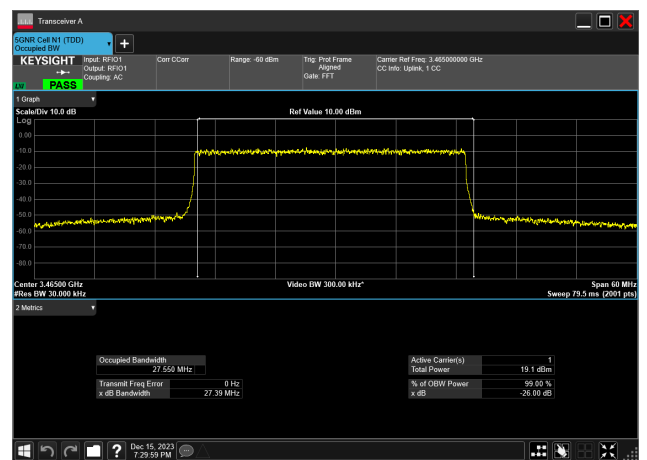 Transceiver A
5GNR Cell N1 (TDD)
Occupied BW
KEYSIGHT Input: RFIO1 Corr CCorr Range: -60 dBm Trig: Prot Frame Carrier Ref Freq: 3.465000000 GHz
Output: RFIO1 Aligned CC Info: Uplink, 1 CC
Coupling: AC Gate: FFT
LV PASS
1 Graph
Scale/Div 10.0 dB Ref Value 10.00 dBm
Log
0.00
-10.0
-20.0
-30.0
-40.0
-50.0
-60.0
-70.0
-80.0
Center 3.46500 GHz Video BW 300.00 kHz* Span 60 MHz
#Res BW 30.000 kHz Sweep 79.5 ms (2001 pts)
2 Metrics
Occupied Bandwidth Active Carrier(s) 1
27.550 MHz Total Power 19.1 dBm
Transmit Freq Error 0 Hz % of OBW Power 99.00 %
x dB Bandwidth 27.39 MHz x dB -26.00 dB
Dec 15, 2023
7:29:59 PM